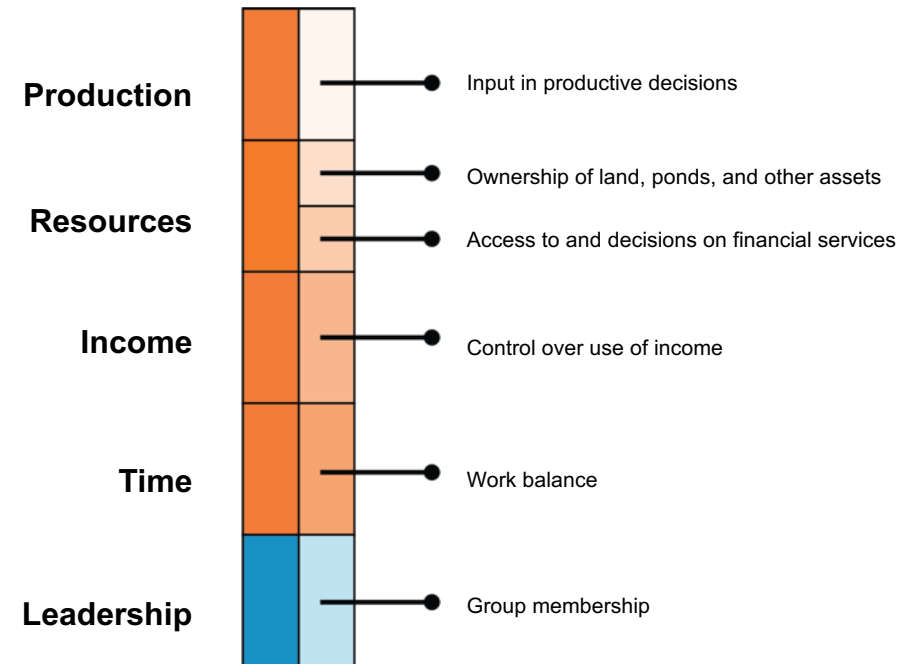 Production
Input in productive decisions
Resources
Ownership of land, ponds, and other assets
Access to and decisions on financial services
Income
Control over use of income
Time
Work balance
Leadership
Group membership